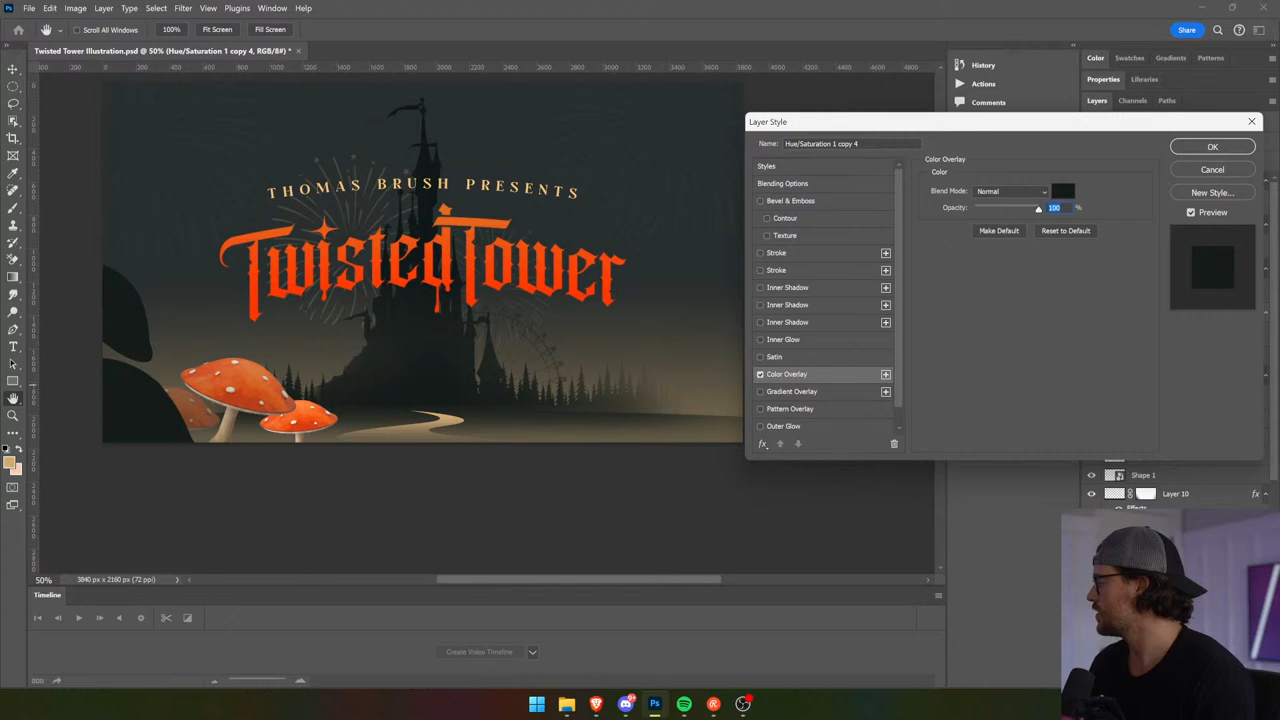 File Edit Image Layer Type Select Filter View Plugins Window Help
Scroll All Windows 100% Fit Screen Fill Screen Share
Twisted Tower Illustration.psd @ 50% (Hue/Saturation 1 copy 4, RGB/8#) *
History
Actions
Comments
Color Swatches Gradients Patterns
Properties Libraries
Layers Channels Paths
THOMAS BRUSH PRESENTS
Twisted Tower
Layer Style
Name: Hue/Saturation 1 copy 4
Styles
Blending Options
Bevel & Emboss
Contour
Texture
Stroke
Stroke
Inner Shadow
Inner Shadow
Inner Shadow
Inner Glow
Satin
Color Overlay
Gradient Overlay
Pattern Overlay
Outer Glow
fx
Color Overlay
Color
Blend Mode: Normal
Opacity: 100 %
Make Default Reset to Default
OK
Cancel
New Style...
Preview
Shape 1
Layer 10 fx
Effects
50% 3840 px x 2160 px (72 ppi)
Timeline
Create Video Timeline
Ps